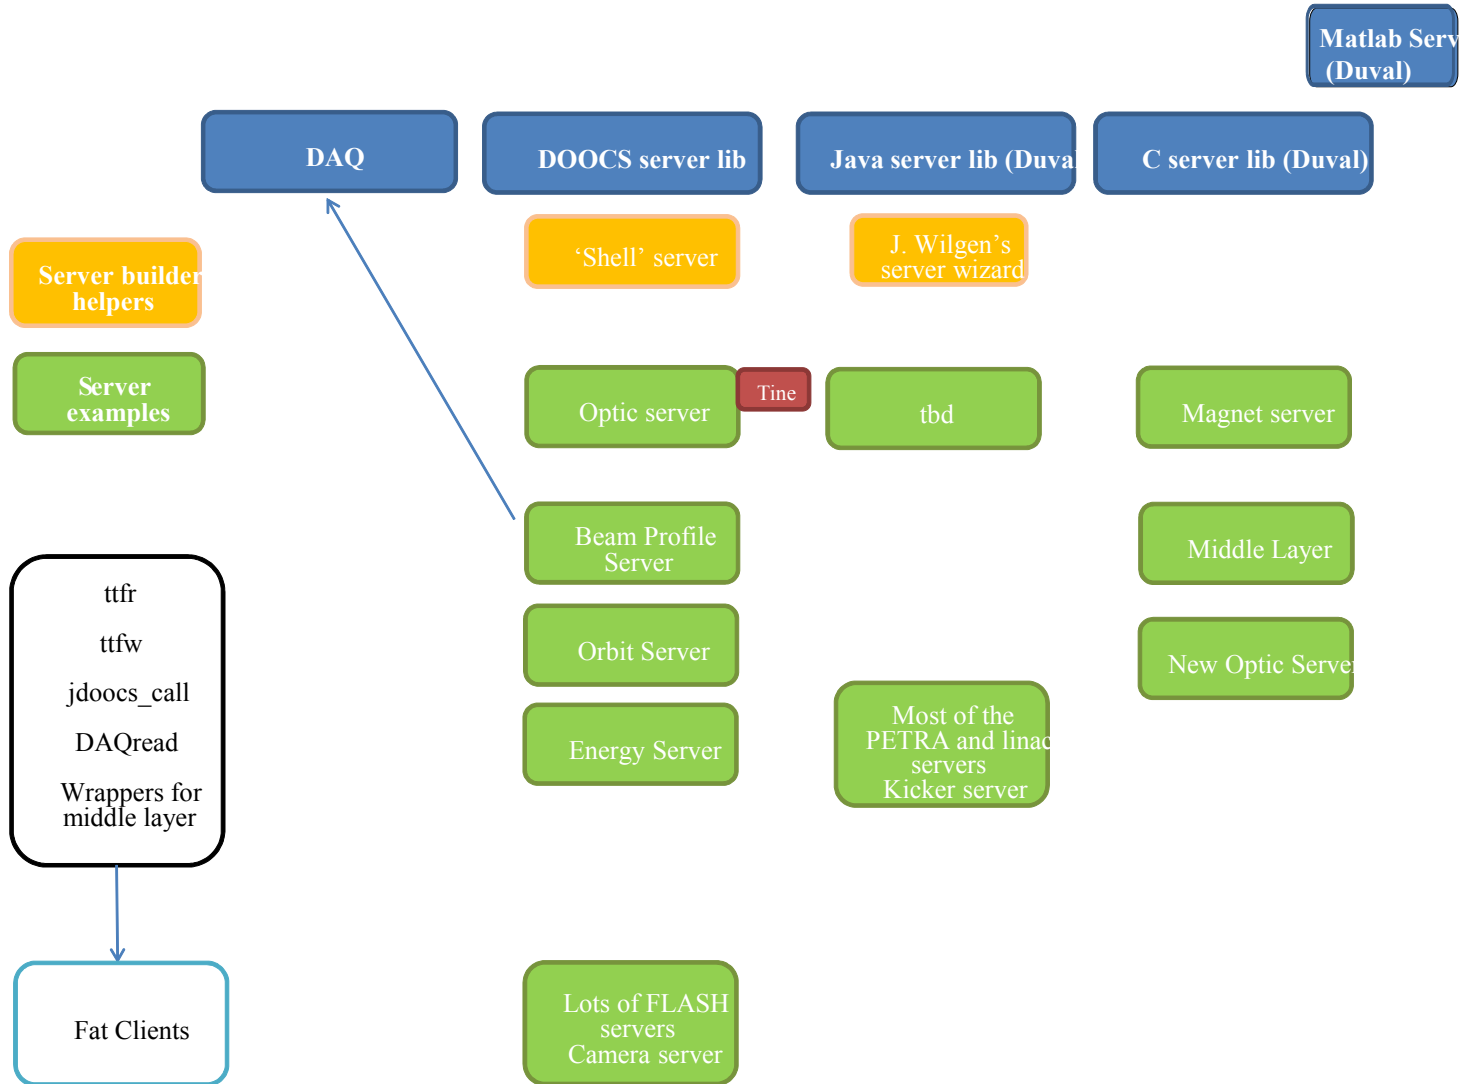 Matlab Serv
(Duval)
DAQ
DOOCS server lib
Java server lib (Duval
C server lib (Duval)
‘Shell’ server
J. Wilgen’s
server wizard
Server builder
helpers
Server
examples
Optic server
Tine
tbd
Magnet server
Beam Profile
Server
Middle Layer
ttfr
ttfw
jdoocs_call
DAQread
Wrappers for
middle layer
Orbit Server
New Optic Server
Energy Server
Most of the
PETRA and linac
servers
Kicker server
Fat Clients
Lots of FLASH
servers
Camera server